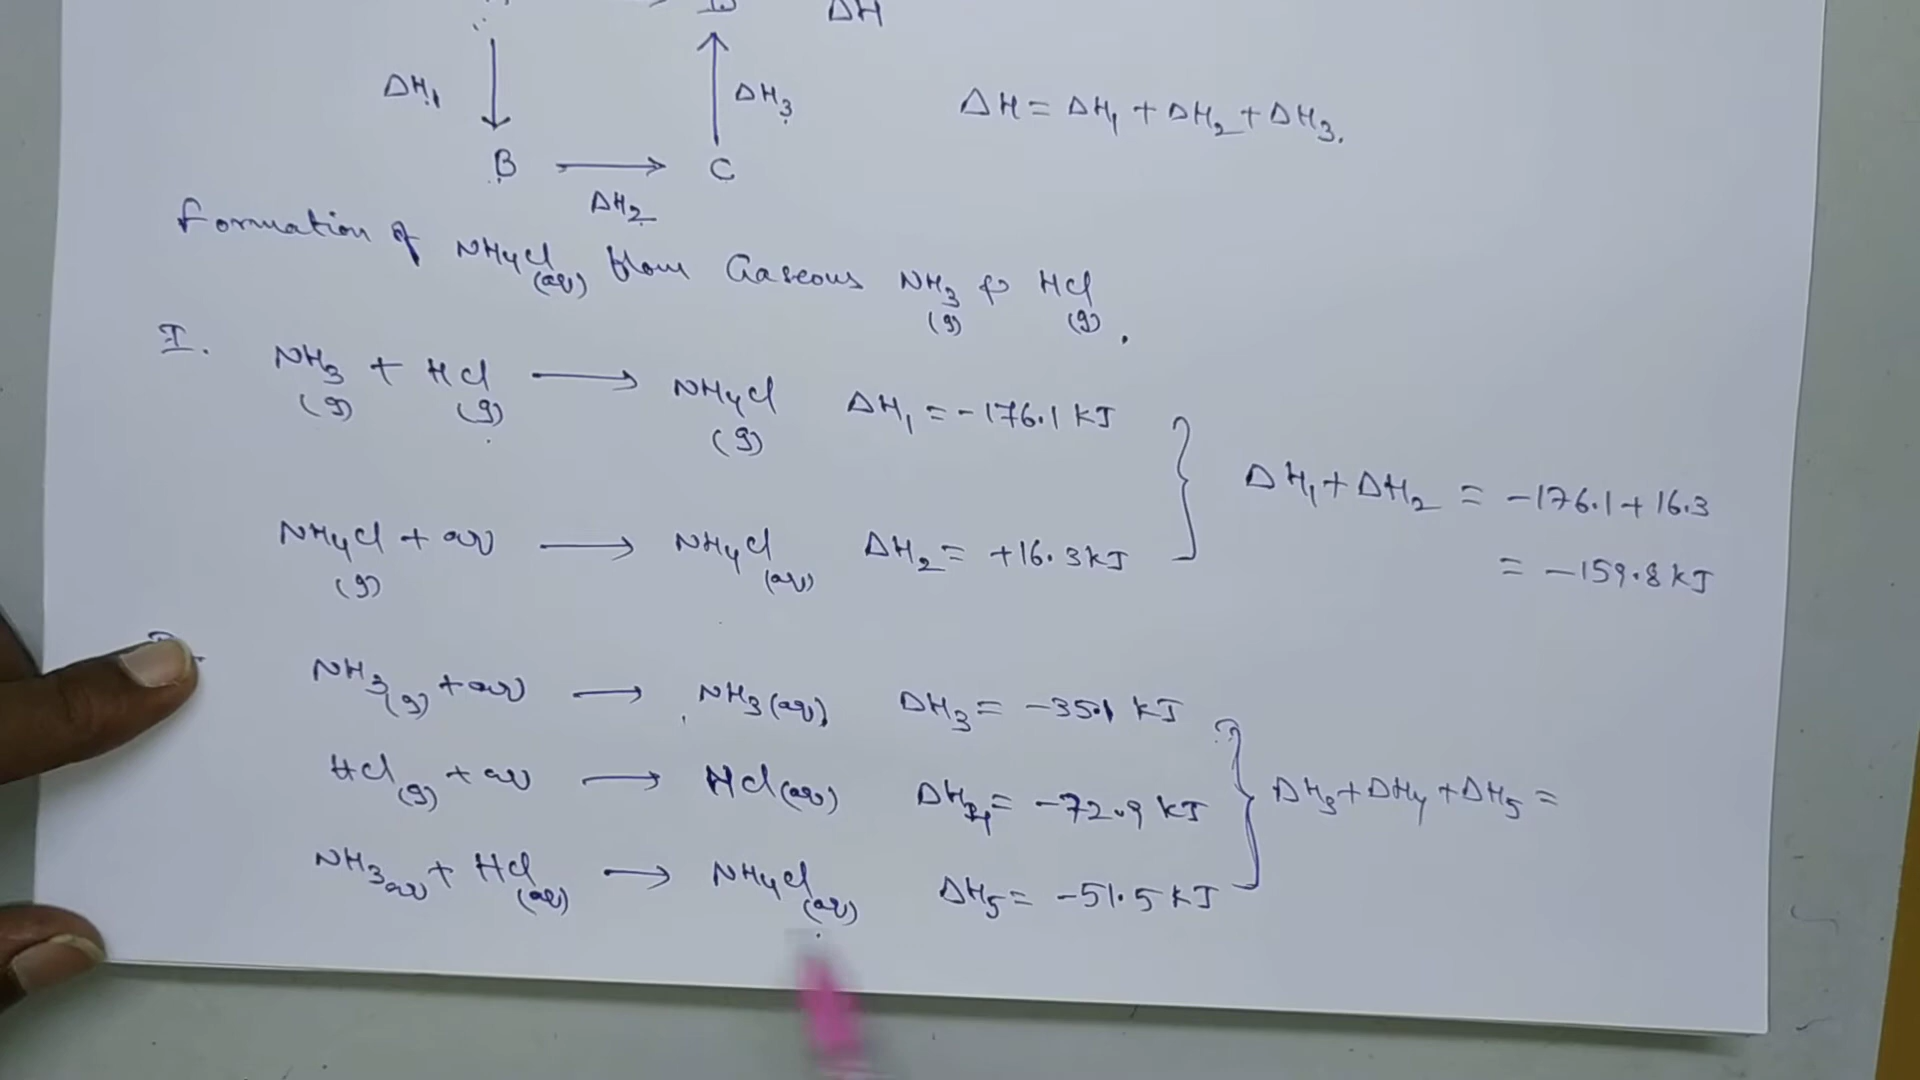 ΔH
ΔH₁ ΔH₃ ΔH = ΔH₁ + ΔH₂ + ΔH₃.
B ⟶ C
ΔH₂
Formation of NH₄Cl(aq) from Gaseous NH₃(g) & HCl(g).
I. NH₃(g) + HCl(g) ⟶ NH₄Cl(g) ΔH₁ = -176.1 kJ
ΔH₁ + ΔH₂ = -176.1 + 16.3
NH₄Cl(g) + aq ⟶ NH₄Cl(aq) ΔH₂ = +16.3 kJ
= -159.8 kJ
NH₃(g) + aq ⟶ NH₃(aq) ΔH₃ = -35.1 kJ
HCl(g) + aq ⟶ HCl(aq) ΔH₄ = -72.9 kJ
ΔH₃ + ΔH₄ + ΔH₅ =
NH₃aq + HCl(aq) ⟶ NH₄Cl(aq) ΔH₅ = -51.5 kJ